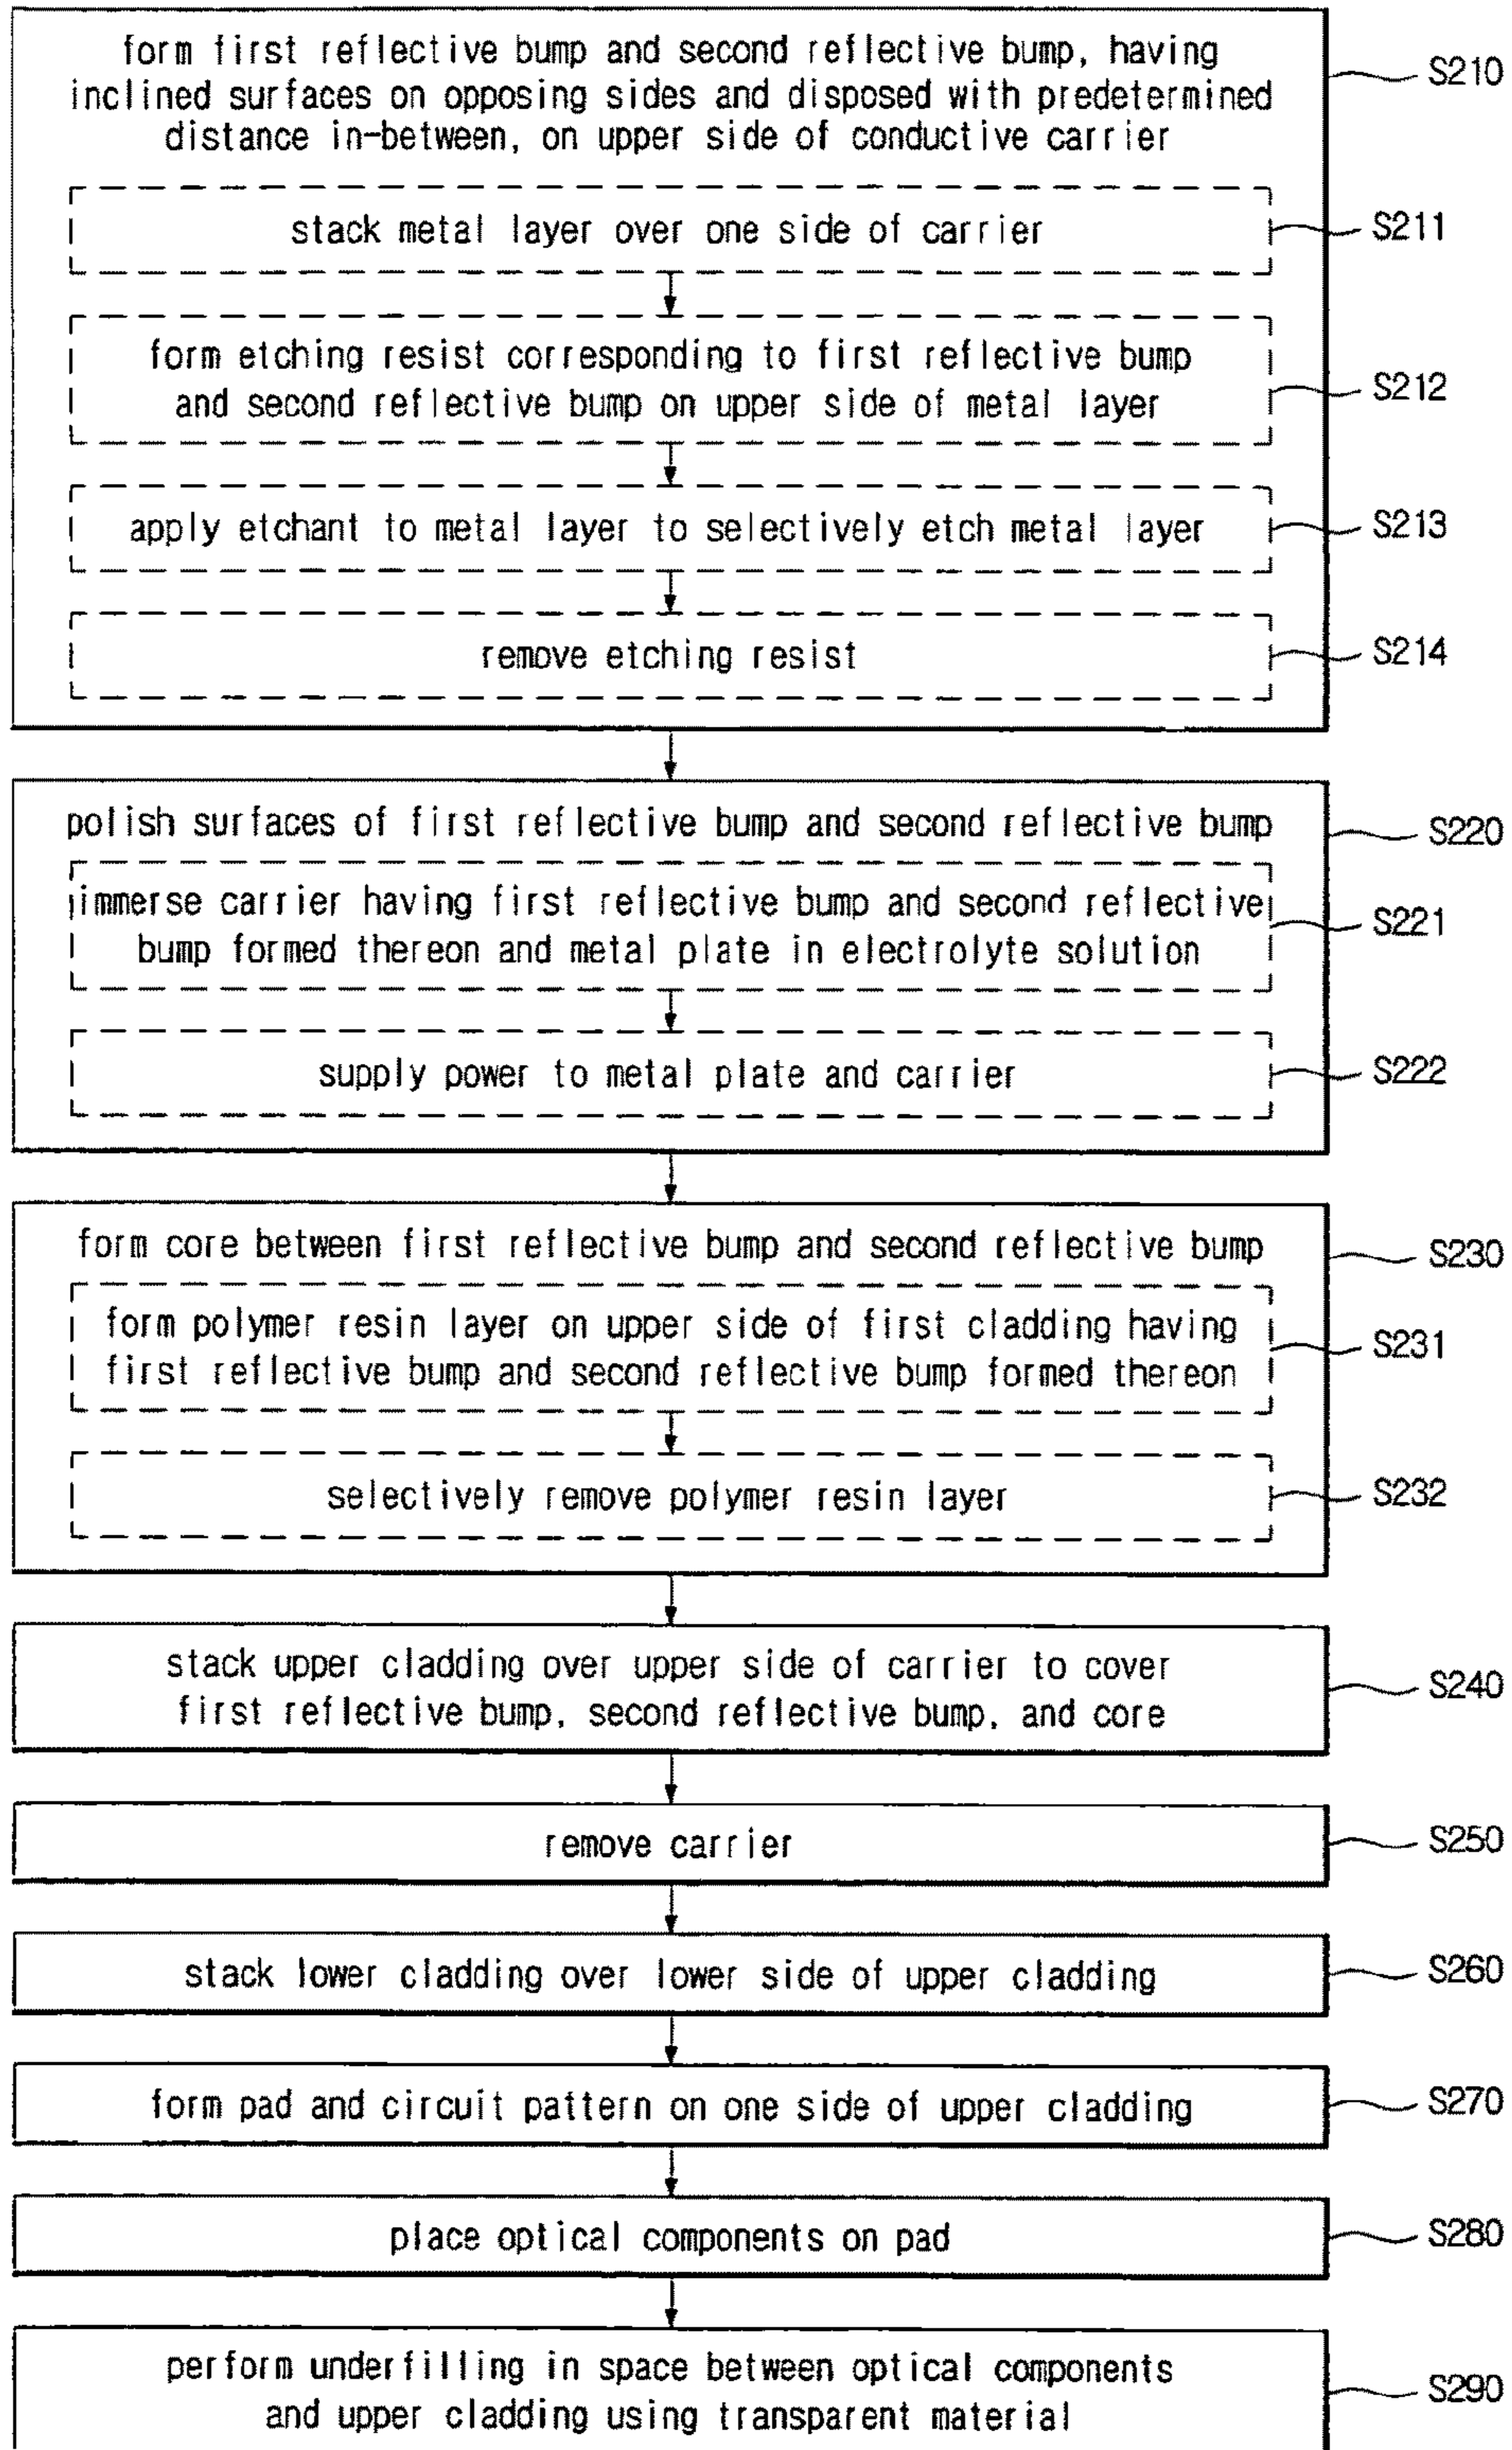 form first reflective bump and second reflective bump, having
inclined surfaces on opposing sides and disposed with predetermined
distance in-between, on upper side of conductive carrier
S210
stack metal layer over one side of carrier
S211
form etching resist corresponding to first reflective bump
and second reflective bump on upper side of metal layer
S212
apply etchant to metal layer to selectively etch metal layer
S213
remove etching resist
S214
polish surfaces of first reflective bump and second reflective bump
S220
immerse carrier having first reflective bump and second reflective
bump formed thereon and metal plate in electrolyte solution
S221
supply power to metal plate and carrier
S222
form core between first reflective bump and second reflective bump
S230
form polymer resin layer on upper side of first cladding having
first reflective bump and second reflective bump formed thereon
S231
selectively remove polymer resin layer
S232
stack upper cladding over upper side of carrier to cover
first reflective bump, second reflective bump, and core
S240
remove carrier
S250
stack lower cladding over lower side of upper cladding
S260
form pad and circuit pattern on one side of upper cladding
S270
place optical components on pad
S280
perform underfilling in space between optical components
and upper cladding using transparent material
S290